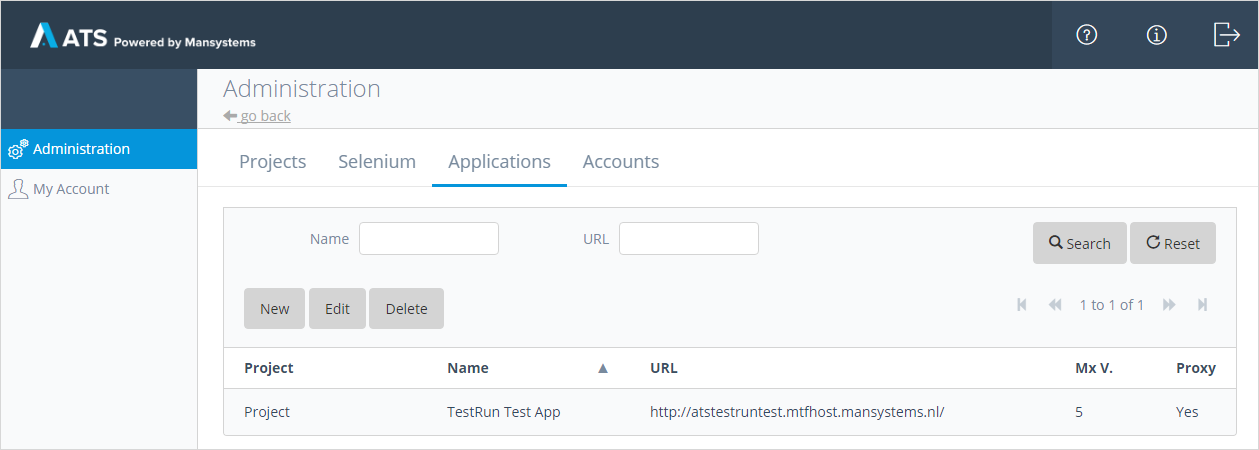 ATS Powered by Mansystems
Administration
go back
Administration
My Account
Projects Selenium Applications Accounts
Name URL Search Reset
New Edit Delete 1 to 1 of 1
Project Name URL Mx V. Proxy
Project TestRun Test App http://atstestruntest.mtfhost.mansystems.nl/ 5 Yes